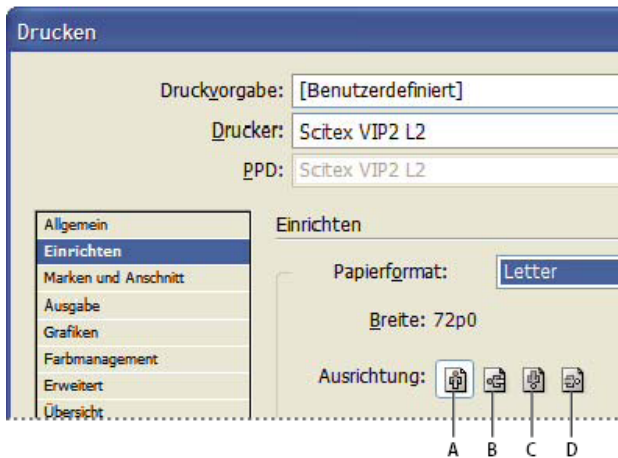 Drucken
Druckvorgabe: [Benutzerdefiniert]
Drucker: Scitex VIP2 L2
PPD: Scitex VIP2 L2
Allgemein
Einrichten
Marken und Anschnitt
Ausgabe
Grafiken
Farbmanagement
Erweitert
Übersicht
Einrichten
Papierformat: Letter
Breite: 72p0
Ausrichtung:
A B C D